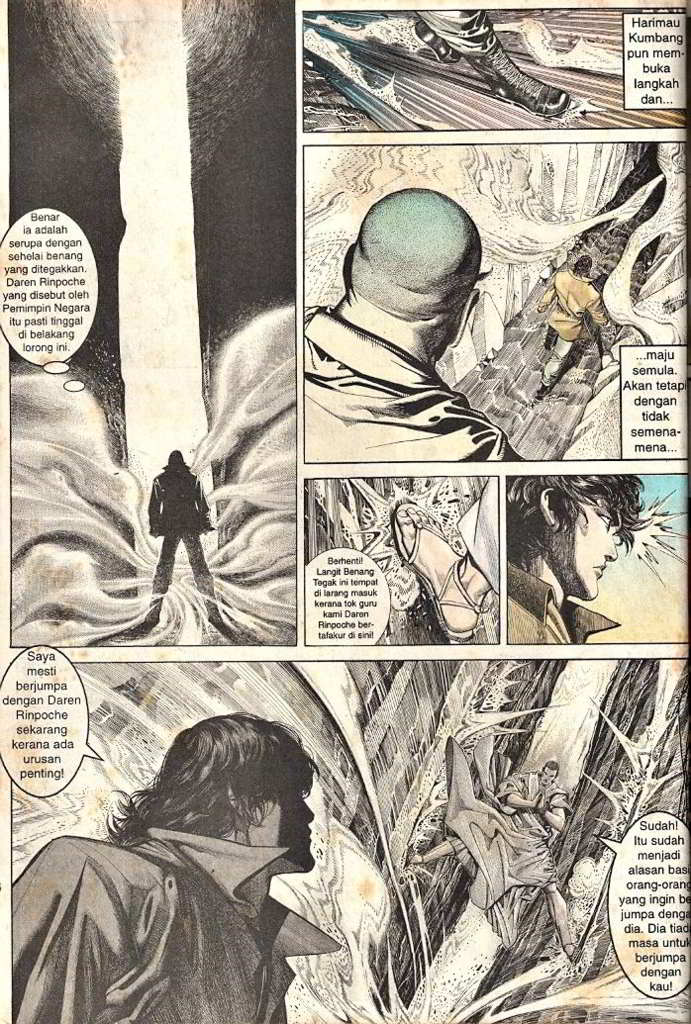 Benar
ia adalah
serupa dengan
sehelai benang
yang ditegakkan.
Daren Rinpoche
yang disebut oleh
Pemimpin Negara
itu pasti tinggal
di belakang
lorong ini.
Harimau
Kumbang
pun mem-
buka
langkah
dan...
...maju
semula.
Akan tetapi
dengan
tidak
semena-
mena...
Berhenti!
Langit Benang
Tegak ini tempat
di larang masuk
kerana tok guru
kami Daren
Rinpoche ber-
tafakur di sini!
Saya
mesti
berjumpa
dengan Daren
Rinpoche
sekarang
kerana ada
urusan
penting!
Sudah!
Itu sudah
menjadi
alasan basi
orang-orang
yang ingin
jumpa
dia. Dia
masa untuk
berjumpa
dengan
kau!